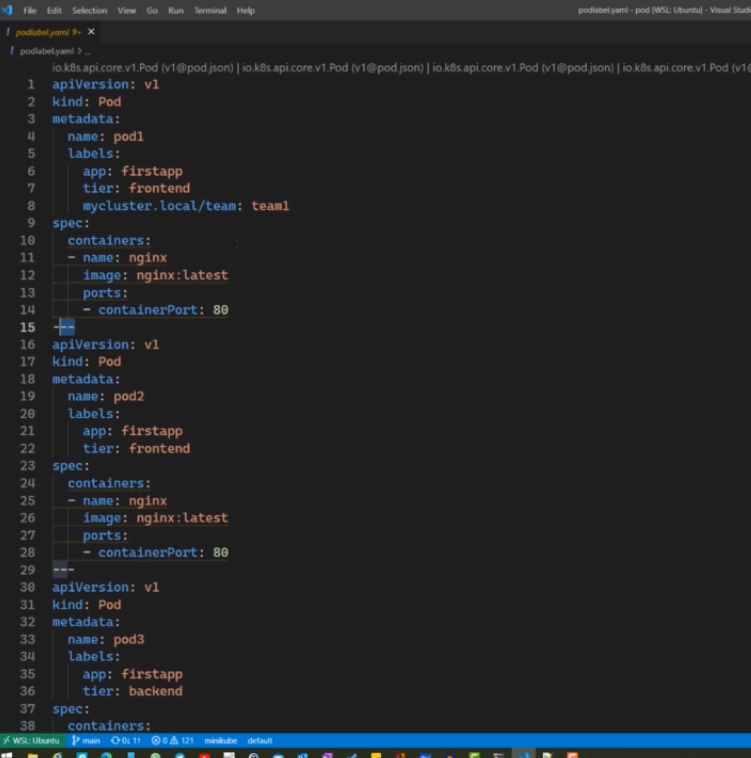 File Edit Selection View Go Run Terminal Help podlabel.yaml - pod [WSL: Ubuntu] - Visual Stud
! podlabel.yaml 9+ ×
! podlabel.yaml > ...
io.k8s.api.core.v1.Pod (v1@pod.json) | io.k8s.api.core.v1.Pod (v1@pod.json) | io.k8s.api.core.v1.Pod (v1@pod.json) | io.k8s.api.core.v1.Pod (v1@
1 apiVersion: v1
2 kind: Pod
3 metadata:
4   name: pod1
5   labels:
6     app: firstapp
7     tier: frontend
8     mycluster.local/team: team1
9 spec:
10   containers:
11   - name: nginx
12     image: nginx:latest
13     ports:
14     - containerPort: 80
15 ---
16 apiVersion: v1
17 kind: Pod
18 metadata:
19   name: pod2
20   labels:
21     app: firstapp
22     tier: frontend
23 spec:
24   containers:
25   - name: nginx
26     image: nginx:latest
27     ports:
28     - containerPort: 80
29 ---
30 apiVersion: v1
31 kind: Pod
32 metadata:
33   name: pod3
34   labels:
35     app: firstapp
36     tier: backend
37 spec:
38   containers:
WSL: Ubuntu main 0↓ 1↑ 0 121 minikube default